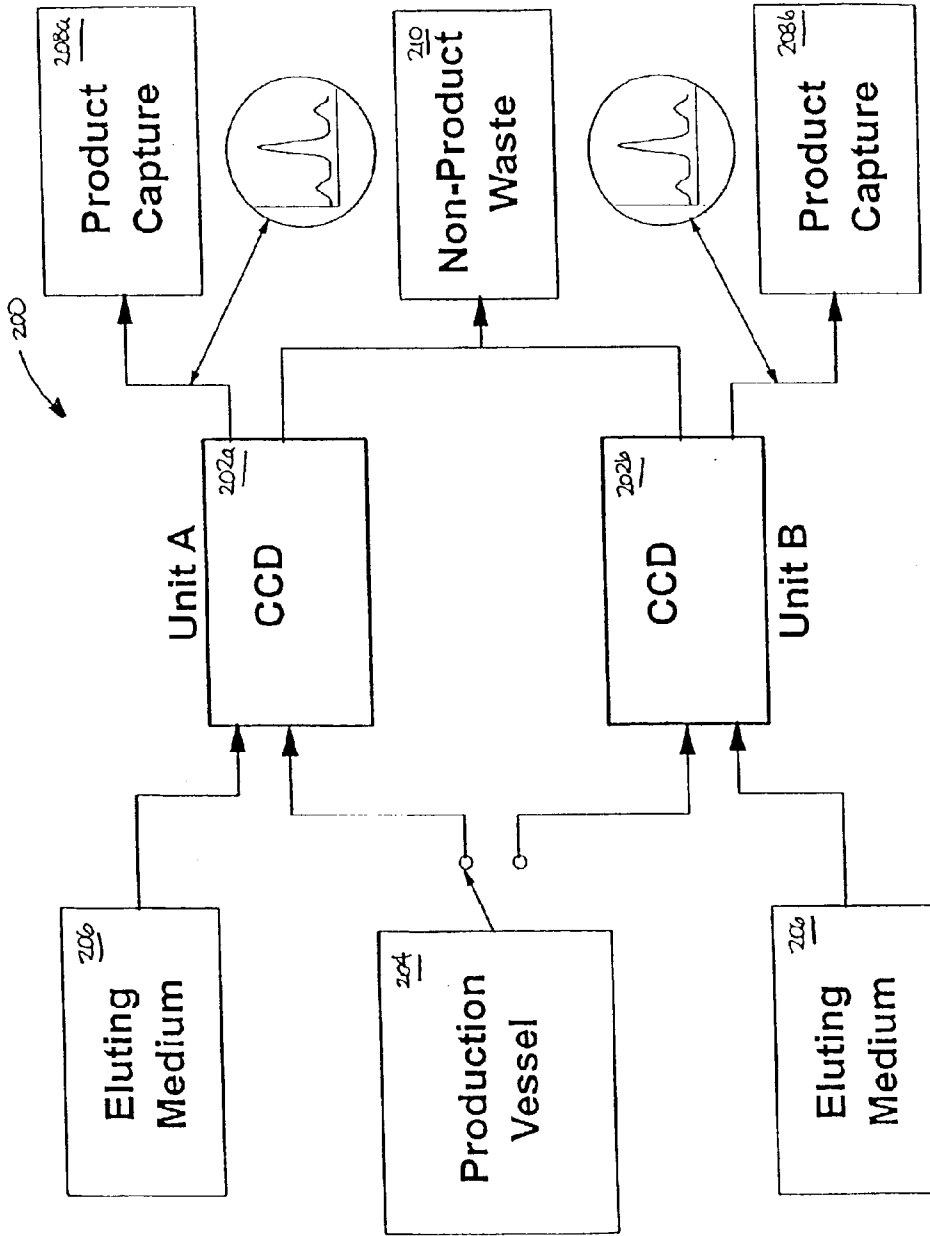 200
206
Eluting
Medium
204
Production
Vessel
206
Eluting
Medium
Unit A
202a
CCD
202b
CCD
Unit B
208a
Product
Capture
210
Non-Product
Waste
208b
Product
Capture